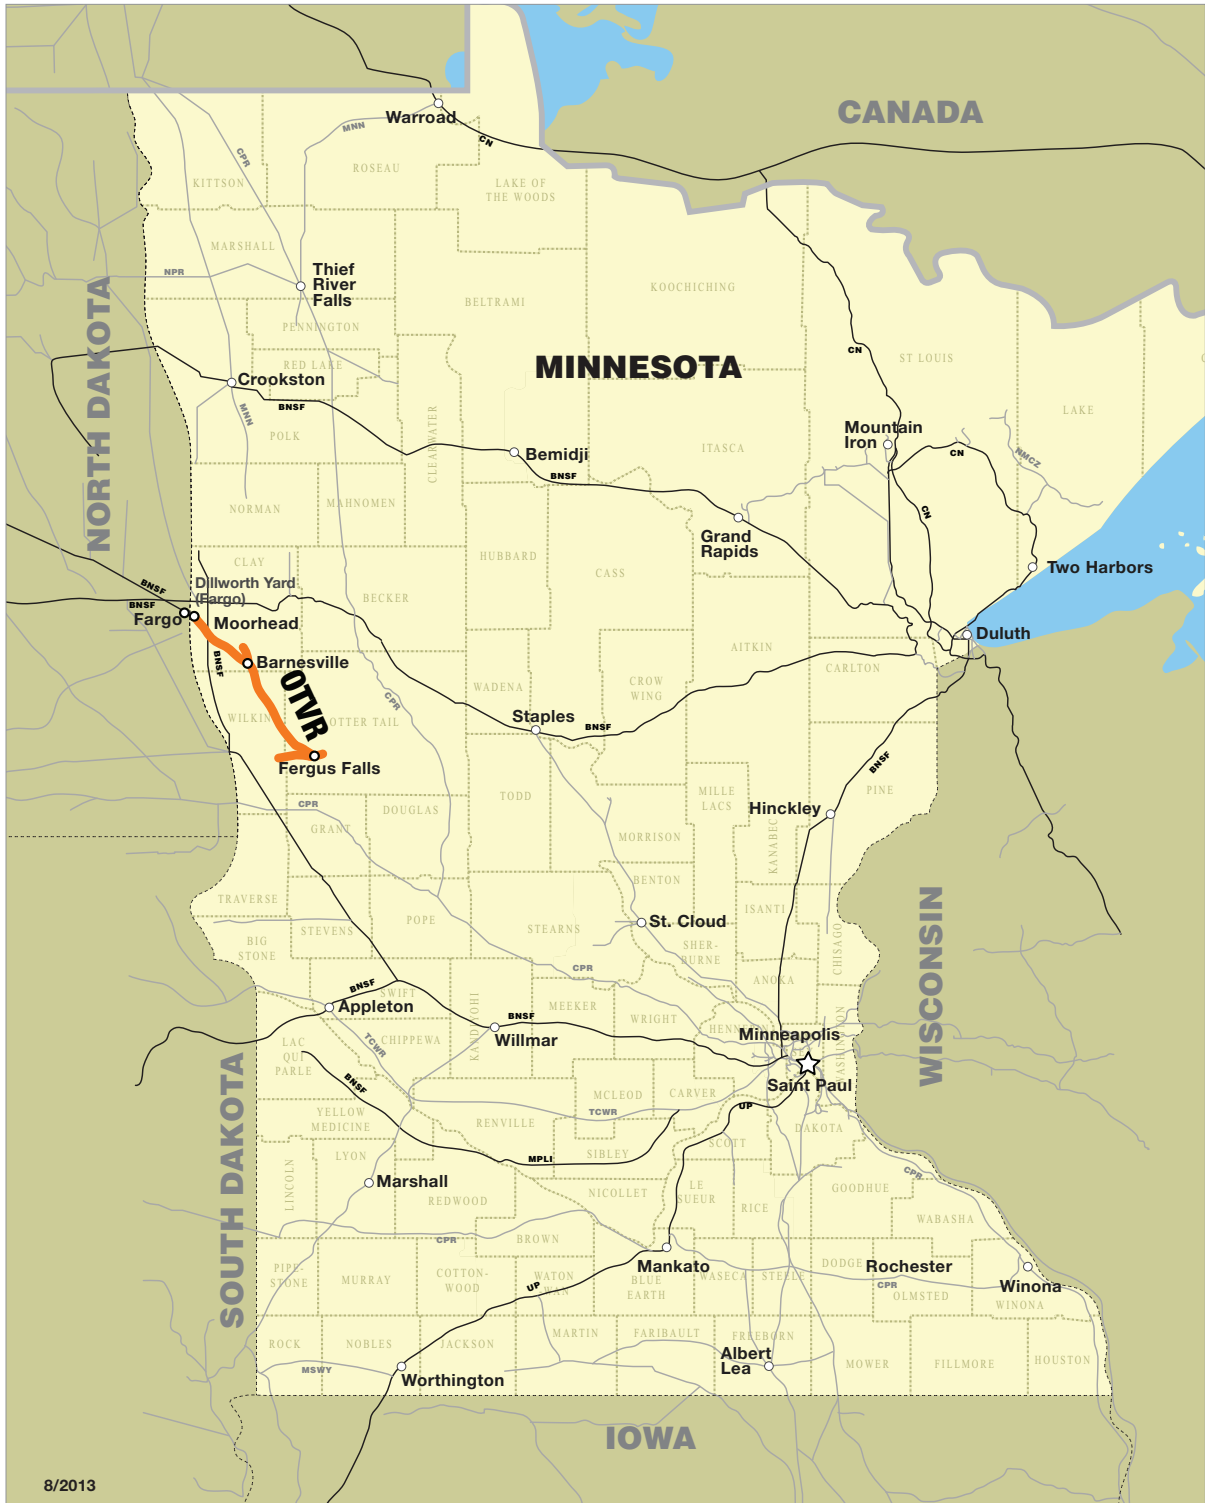 CANADA
Warroad
MNN
CN
CPR
ROSEAU
KITTSON
LAKE OF
THE WOODS
MARSHALL
NPR
Thief
River
Falls
BELTRAMI
KOOCHICHING
PENNINGTON
NORTH DAKOTA
MINNESOTA
CN
ST LOUIS
RED LAKE
Crookston
BNSF
MNN
POLK
CLEARWATER
LAKE
Mountain
Iron
ITASCA
Bemidji
BNSF
CN
NMCZ
NORMAN
MAHNOMEN
CN
Grand
Rapids
HUBBARD
CASS
CLAY
Two Harbors
BNSF
Dillworth Yard
(Fargo)
BECKER
BNSF
Fargo
Moorhead
Duluth
BNSF
Barnesville
AITKIN
CARLTON
OTVR
WADENA
CROW
WING
CPR
WILKIN
OTTER TAIL
Staples
BNSF
Fergus Falls
BNSF
PINE
CPR
DOUGLAS
TODD
MILLE
LACS
Hinckley
GRANT
MORRISON
KANABEC
BENTON
TRAVERSE
ISANTI
WISCONSIN
POPE
STEVENS
STEARNS
St. Cloud
CHISAGO
BIG
STONE
SHER-
BURNE
CPR
ANOKA
BNSF
SWIFT
Appleton
MEEKER
BNSF
WRIGHT
KANDIYOHI
WASHINGTON
HENNEPIN
Minneapolis
Willmar
LAC
QUI
PARLE
TCWR
CHIPPEWA
SOUTH DAKOTA
BNSF
Saint Paul
MCLEOD
CARVER
UP
YELLOW
MEDICINE
RENVILLE
TCWR
DAKOTA
SCOTT
LYON
MPLI
SIBLEY
LINCOLN
Marshall
REDWOOD
NICOLLET
LE
SUEUR
RICE
GOODHUE
CPR
WABASHA
CPR
BROWN
PIPE-
STONE
MURRAY
COTTON-
WOOD
UP
WATON
WAN
Mankato
BLUE
EARTH
WASECA
STEELE
DODGE
Rochester
CPR
OLMSTED
Winona
WINONA
ROCK
NOBLES
JACKSON
MARTIN
FARIBAULT
FREEBORN
Albert
Lea
MOWER
FILLMORE
HOUSTON
MSWY
Worthington
IOWA
8/2013